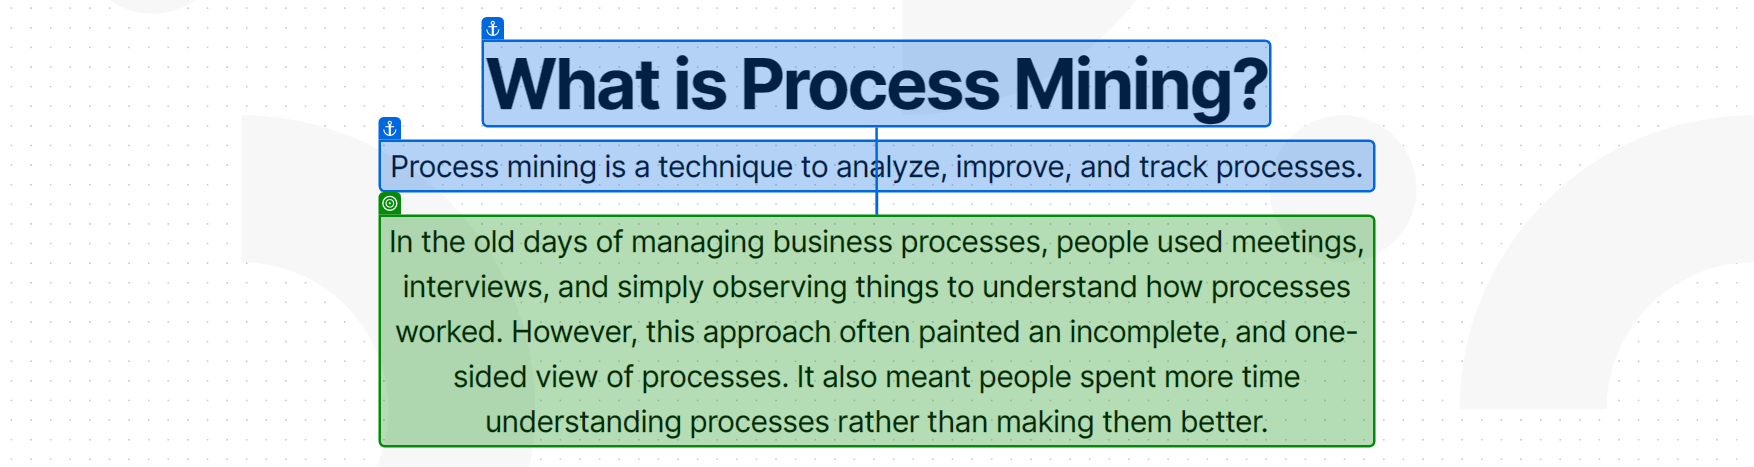 What is Process Mining?
Process mining is a technique to analyze, improve, and track processes.
In the old days of managing business processes, people used meetings,
interviews, and simply observing things to understand how processes
worked. However, this approach often painted an incomplete, and one-
sided view of processes. It also meant people spent more time
understanding processes rather than making them better.